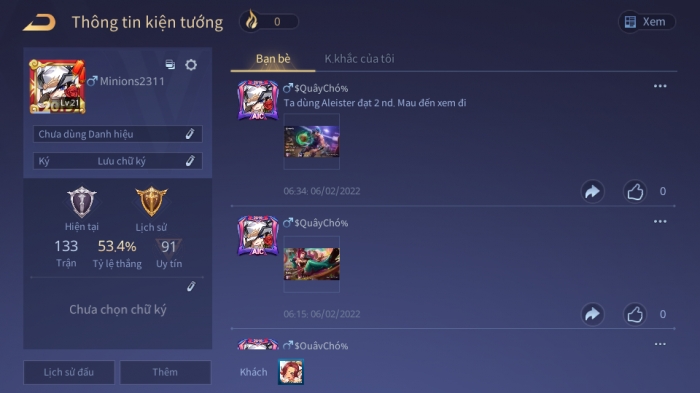 Thông tin kiện tướng
0
Xem
Minions2311
Lv.21
Chưa dùng Danh hiệu
Ký Lưu chữ ký
Hiện tại
Lịch sử
133
53.4%
91
Trận
Tỷ lệ thắng
Uy tín
Chưa chọn chữ ký
Lịch sử đấu
Thêm
Bạn bè
K.khắc của tôi
$QuâyChó%
Ta dùng Aleister đạt 2 nd. Mau đến xem đi
AIC
06:34: 06/02/2022
0
$QuâyChó%
AIC
06:15: 06/02/2022
0
$QuâyChó%
Khách